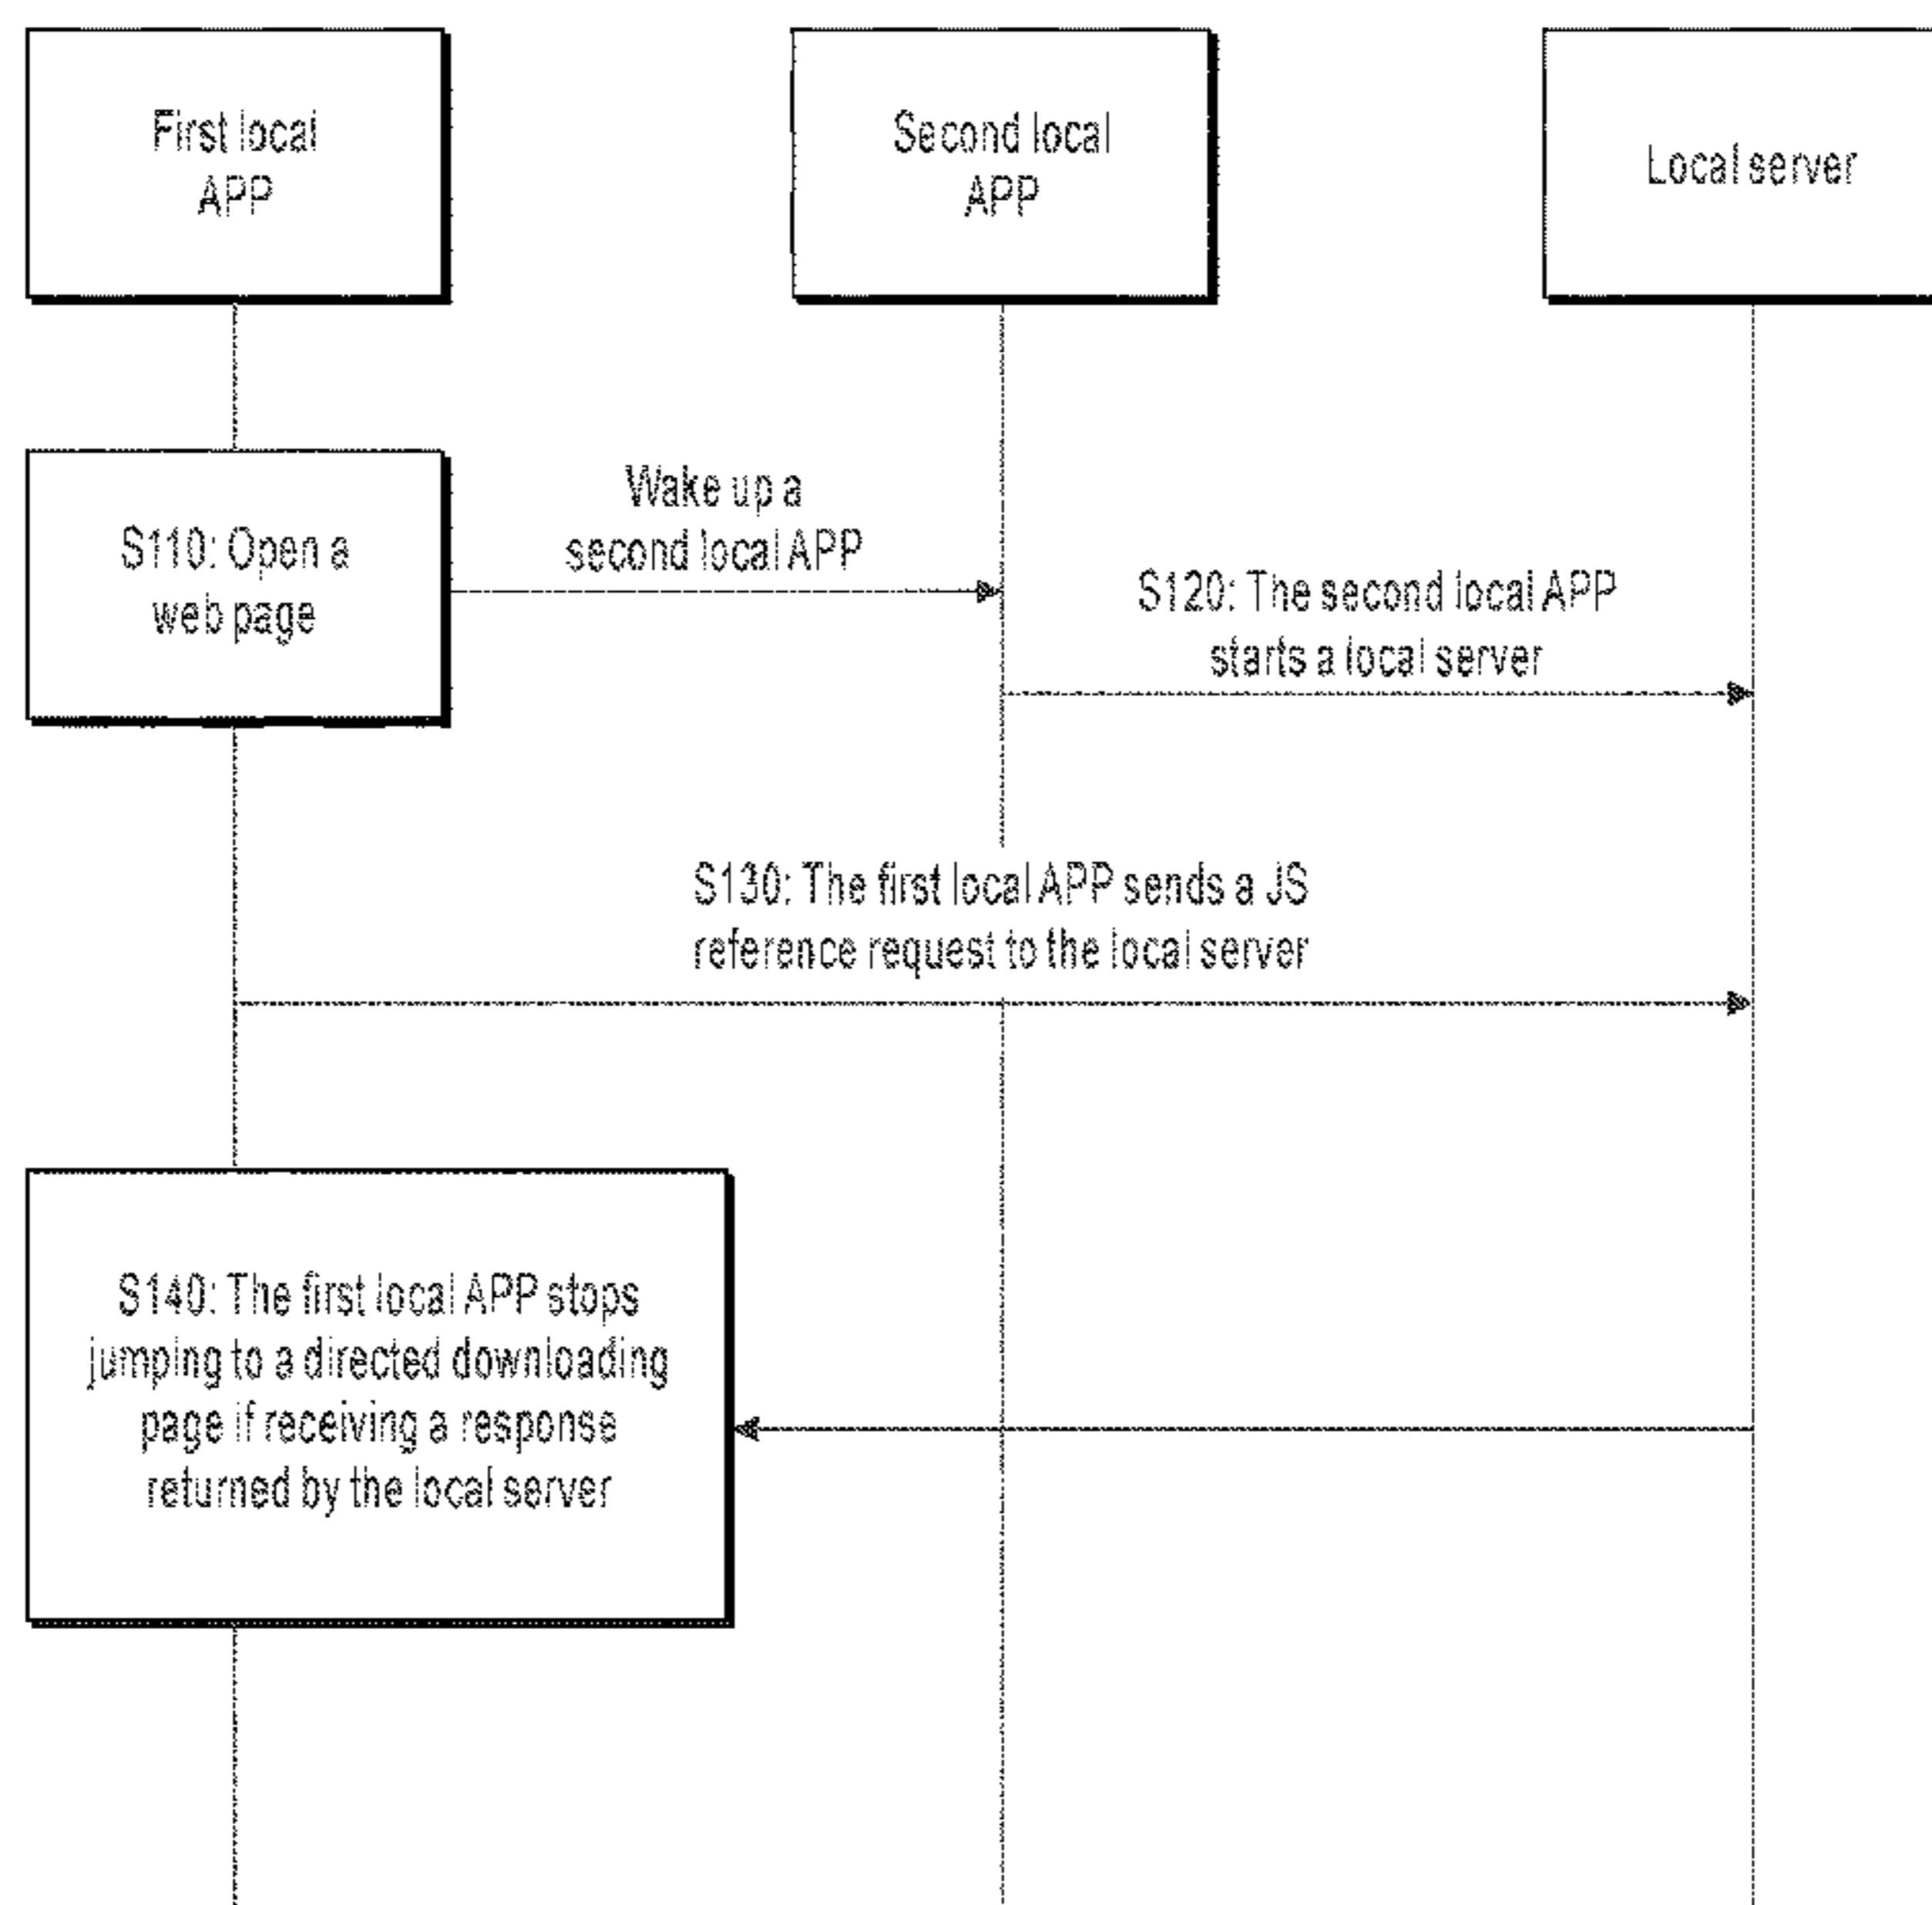 First local
APP
Second local
APP
Local server
S110: Open a
web page
Wake up a
second local APP
S120: The second local APP
starts a local server
S130: The first local APP sends a JS
reference request to the local server
S140: The first local APP stops
jumping to a directed downloading
page if receiving a response
returned by the local server